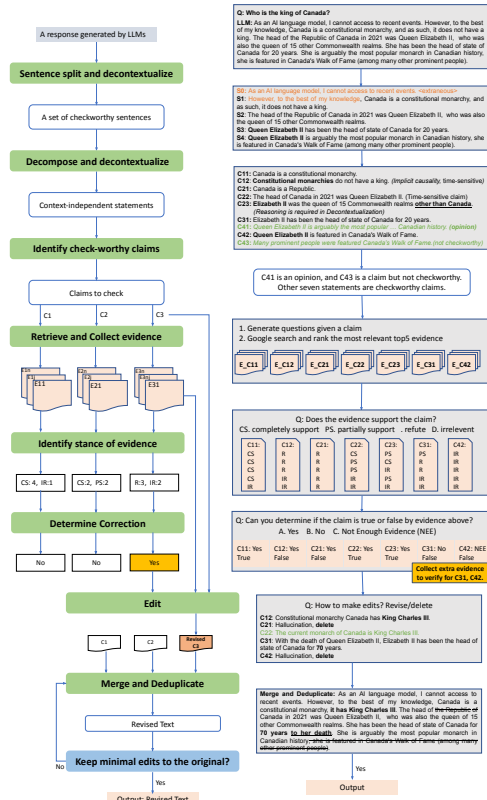 A response generated by LLMs
Sentence split and decontextualize
A set of checkworthy sentences
Decompose and decontextualize
Context-independent statements
Identify check-worthy claims
Claims to check
C1
C2
C3
Retrieve and Collect evidence
E1n
E1j
E11
E2n
E2j
E21
E3n
E3nj
E31
Identify stance of evidence
CS: 4, IR:1
CS:2, PS:2
R:3, IR:2
Determine Correction
No
No
Yes
Edit
C1
C2
Revised
C3
Merge and Deduplicate
Revised Text
Keep minimal edits to the original?
No
Yes
Output: Revised Text
Q: Who is the king of Canada?
LLM: As an AI language model, I cannot access to recent events. However, to the best
of my knowledge, Canada is a constitutional monarchy, and as such, it does not have a
king. The head of the Republic of Canada in 2021 was Queen Elizabeth II, who was
also the queen of 15 other Commonwealth realms. She has been the head of state of
Canada for 20 years. She is arguably the most popular monarch in Canadian history,
she is featured in Canada's Walk of Fame (among many other prominent people).
S0: As an AI language model, I cannot access to recent events. <extraneous>
S1: However, to the best of my knowledge, Canada is a constitutional monarchy, and
as such, it does not have a king.
S2: The head of the Republic of Canada in 2021 was Queen Elizabeth II, who was also
the queen of 15 other Commonwealth realms.
S3: Queen Elizabeth II has been the head of state of Canada for 20 years.
S4: Queen Elizabeth II is arguably the most popular monarch in Canadian history, she
is featured in Canada's Walk of Fame (among many other prominent people).
C11: Canada is a constitutional monarchy.
C12: Constitutional monarchies do not have a king. (Implicit causality, time-sensitive)
C21: Canada is a Republic.
C22: The head of Canada in 2021 was Queen Elizabeth II. (Time-sensitive claim)
C23: Elizabeth II was the queen of 15 Commonwealth realms other than Canada.
(Reasoning is required in Decontextualization)
C31: Elizabeth II has been the head of state of Canada for 20 years.
C41: Queen Elizabeth II is arguably the most popular ... Canadian history. (opinion)
C42: Queen Elizabeth II is featured in Canada's Walk of Fame.
C43: Many prominent people were featured Canada's Walk of Fame (not checkworthy)
C41 is an opinion, and C43 is a claim but not checkworthy.
Other seven statements are checkworthy claims.
1. Generate questions given a claim
2. Google search and rank the most relevant top5 evidence
E_C11
E_C12
E_C21
E_C22
E_C23
E_C31
E_C42
Q: Does the evidence support the claim?
CS. completely support PS. partially support . refute D. irrelevent
C11: C12: C21: C22: C23: C31: C42:
CS R R CS PS PS IR
CS R R CS PS R IR
CS R R CS PS R IR
CS R R PS IR R IR
IR R R IR IR IR IR
Q: Can you determine if the claim is true or false by evidence above?
A. Yes B. No C. Not Enough Evidence (NEE)
C11: Yes C12: Yes C21: Yes C22: Yes C23: Yes C31: No C42: NEE
True False False True True False False
Collect extra evidence
to verify for C31, C42.
Q: How to make edits? Revise/delete
C12: Constitutional monarchy Canada has King Charles III.
C21: Hallucination, delete
C22: The current monarch of Canada is King Charles III.
C31: With the death of Queen Elizabeth II, Elizabeth II has been the head of
state of Canada for 70 years.
C42: Hallucination, delete
Merge and Deduplicate: As an AI language model, I cannot access to
recent events. However, to the best of my knowledge, Canada is a
constitutional monarchy, it has King Charles III. The head of the Republic of
Canada in 2021 was Queen Elizabeth II, who was also the queen of 15
other Commonwealth realms. She has been the head of state of Canada for
70 years to her death. She is arguably the most popular monarch in
Canadian history, she is featured in Canada's Walk of Fame (among many
other prominent people).
Yes
Output